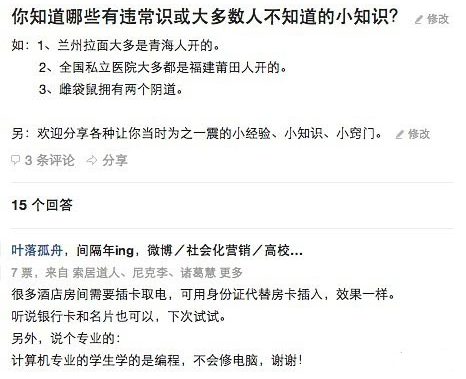 你知道哪些有违常识或大多数人不知道的小知识? 修改
如：1、兰州拉面大多是青海人开的。
2、全国私立医院大多都是福建莆田人开的。
3、雌袋鼠拥有两个阴道。
另：欢迎分享各种让你当时为之一震的小经验、小知识、小窍门。 修改
3 条评论 分享
15 个回答
叶落孤舟，间隔年ing，微博／社会化营销／高校...
7 票，来自 索居道人、尼克李、诸葛慧 更多
很多酒店房间需要插卡取电，可用身份证代替房卡插入，效果一样。
听说银行卡和名片也可以，下次试试。
另外，说个专业的：
计算机专业的学生学的是编程，不会修电脑，谢谢！